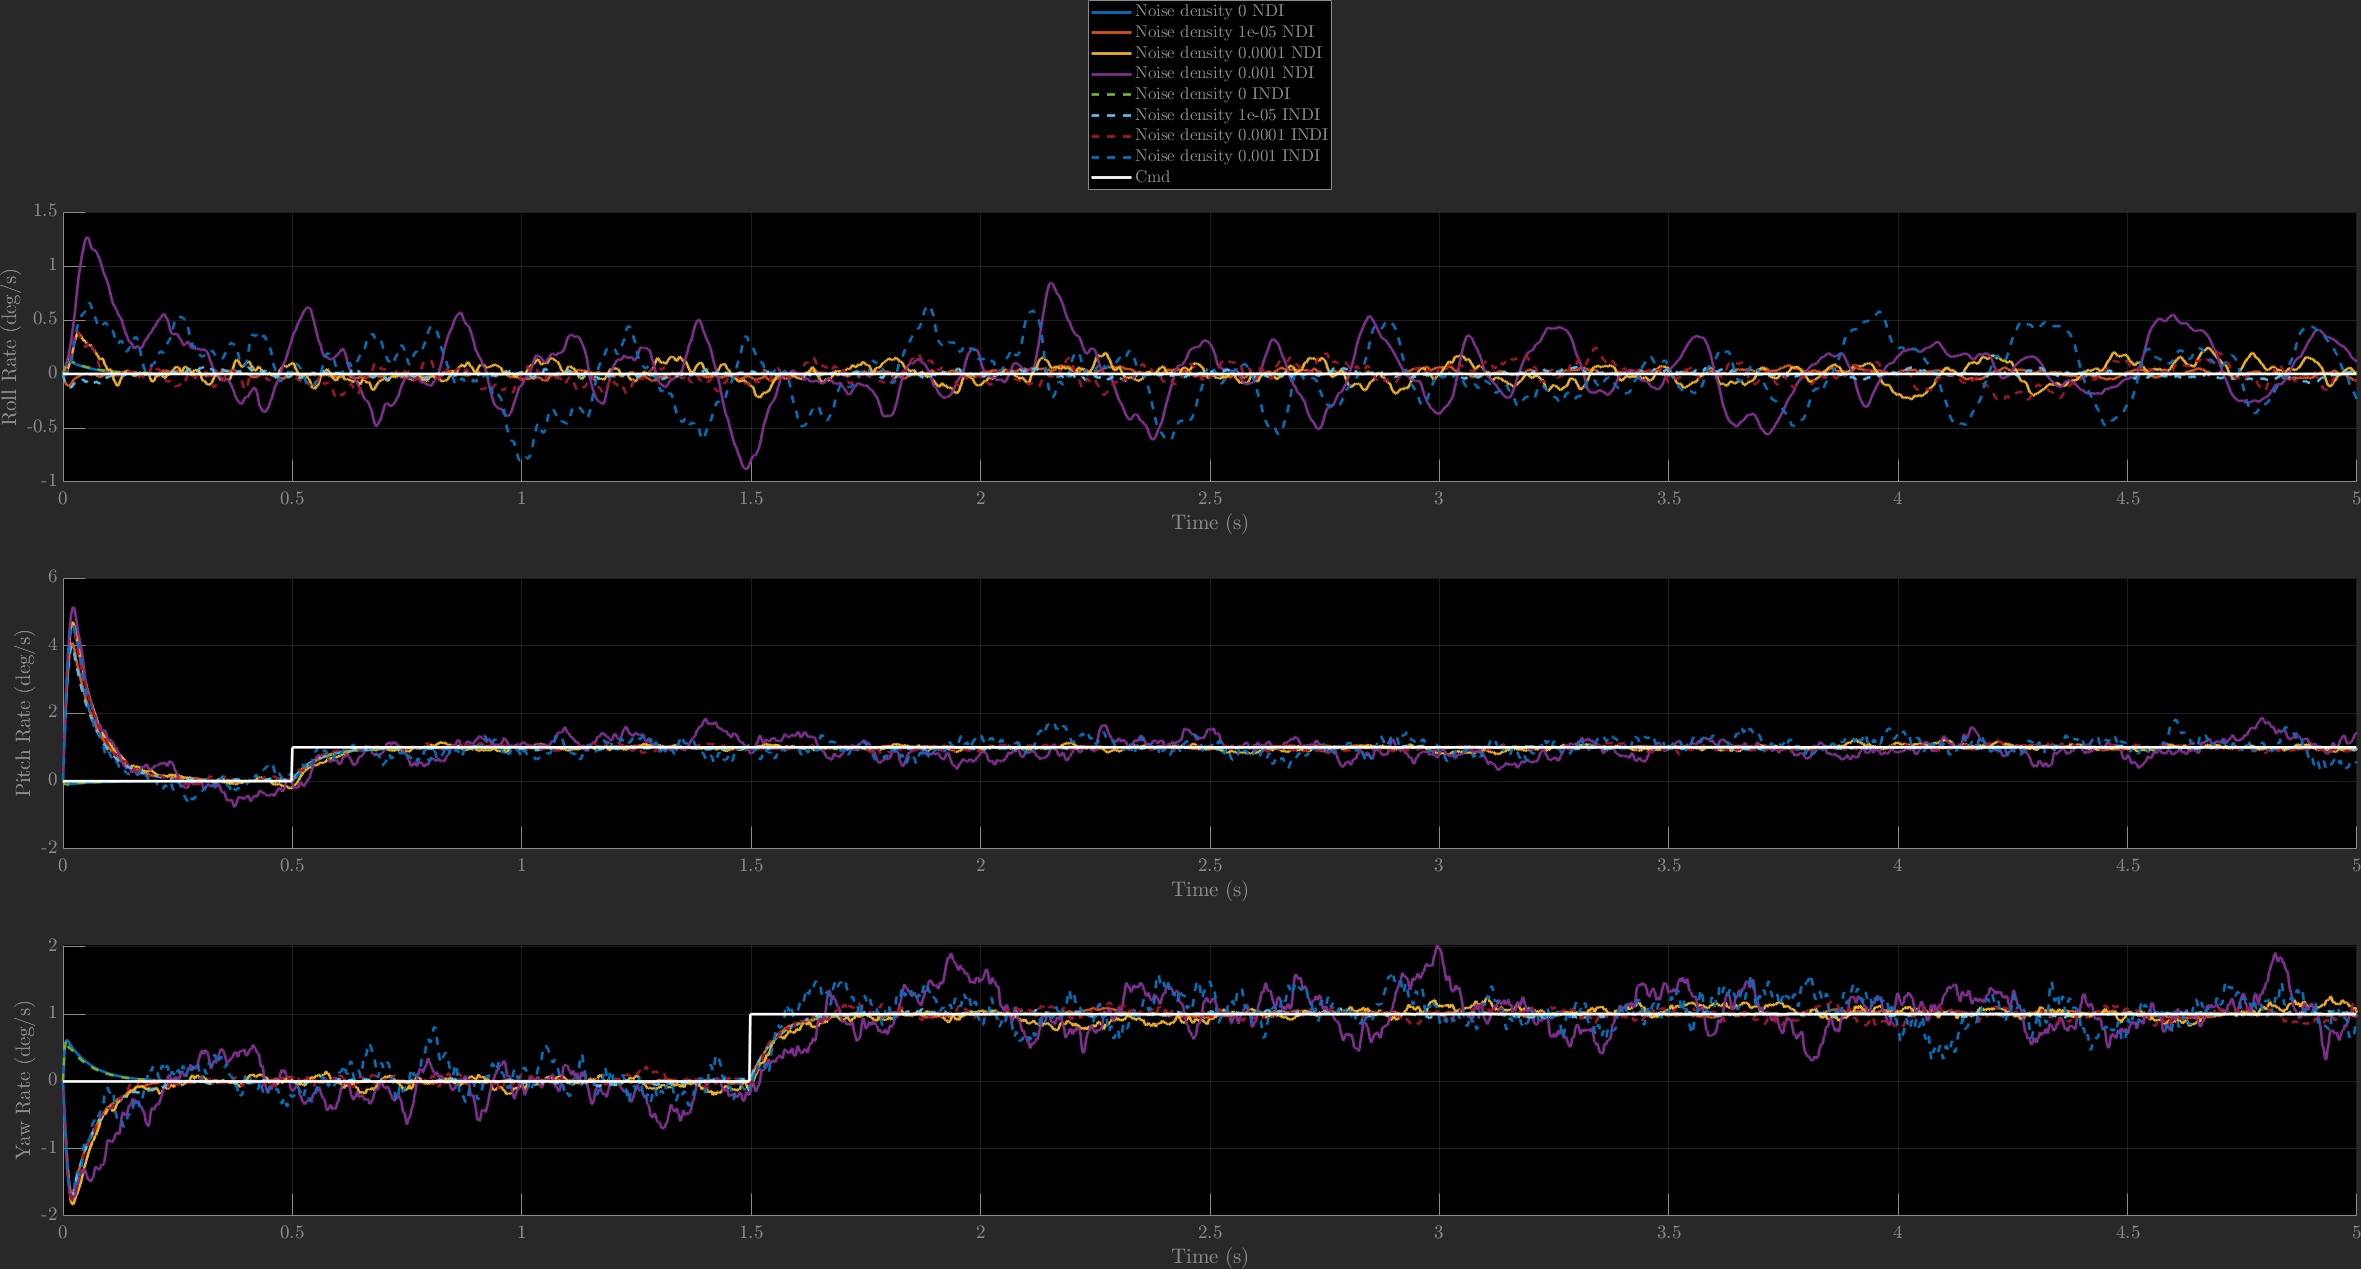 Noise density 0 NDI
Noise density 1e-05 NDI
Noise density 0.0001 NDI
Noise density 0.001 NDI
Noise density 0 INDI
Noise density 1e-05 INDI
Noise density 0.0001 INDI
Noise density 0.001 INDI
Cmd
Roll Rate (deg/s)
1.5
1
0.5
0
-0.5
-1
0 0.5 1 1.5 2 2.5 3 3.5 4 4.5 5
Time (s)
Pitch Rate (deg/s)
6
4
2
0
-2
0 0.5 1 1.5 2 2.5 3 3.5 4 4.5 5
Time (s)
Yaw Rate (deg/s)
2
1
0
-1
-2
0 0.5 1 1.5 2 2.5 3 3.5 4 4.5 5
Time (s)